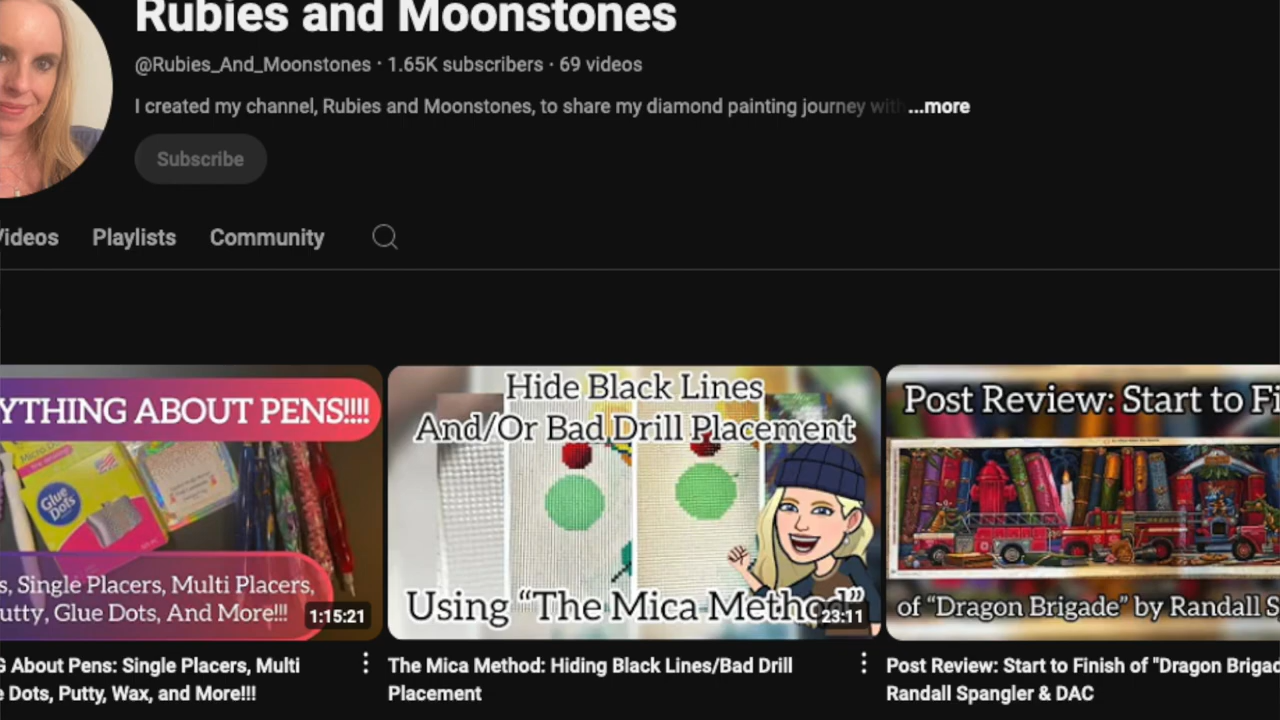 Rubies and Moonstones
@Rubies_And_Moonstones · 1.65K subscribers · 69 videos
I created my channel, Rubies and Moonstones, to share my diamond painting journey with ...more
Subscribe
Videos Playlists Community
YTHING ABOUT PENS!!!!
Glue Dots
s, Single Placers, Multi Placers,
utty, Glue Dots, And More!!!
1:15:21
G About Pens: Single Placers, Multi
e Dots, Putty, Wax, and More!!!
Hide Black Lines
And/Or Bad Drill Placement
Using “The Mica Method”
23:11
The Mica Method: Hiding Black Lines/Bad Drill
Placement
Post Review: Start to Fi
of “Dragon Brigade” by Randall S
Post Review: Start to Finish of "Dragon Brigad
Randall Spangler & DAC